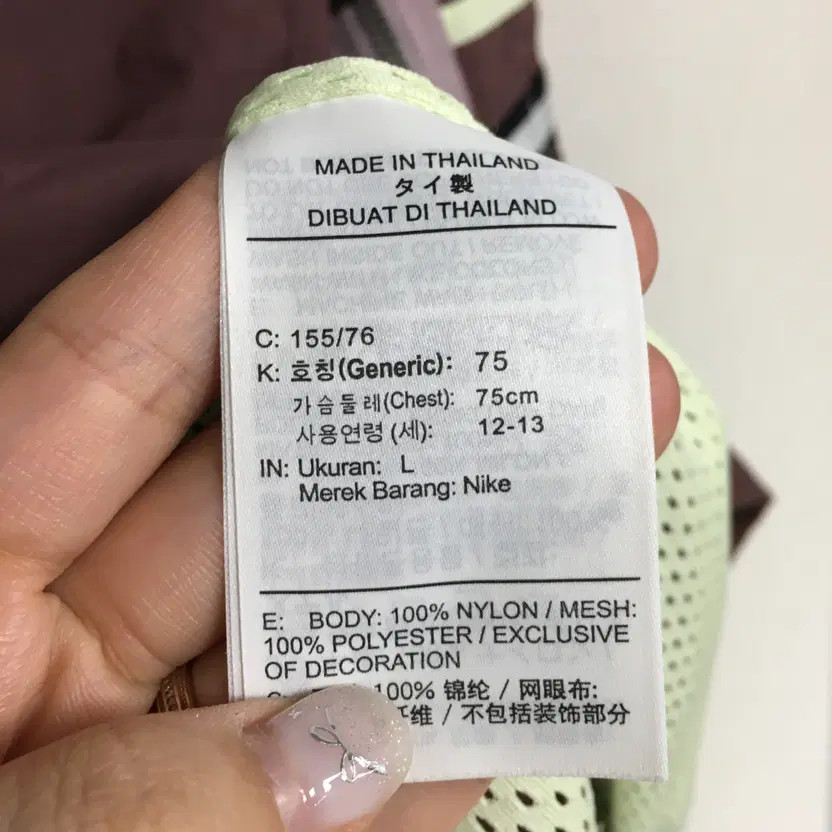 MADE IN THAILAND
タイ製
DIBUAT DI THAILAND
C: 155/76
K: 호칭(Generic): 75
가슴둘레(Chest): 75cm
사용연령 (세): 12-13
IN: Ukuran: L
Merek Barang: Nike
E: BODY: 100% NYLON / MESH:
100% POLYESTER / EXCLUSIVE
OF DECORATION
100% 锦纶 / 网眼布:
维 / 不包括装饰部分